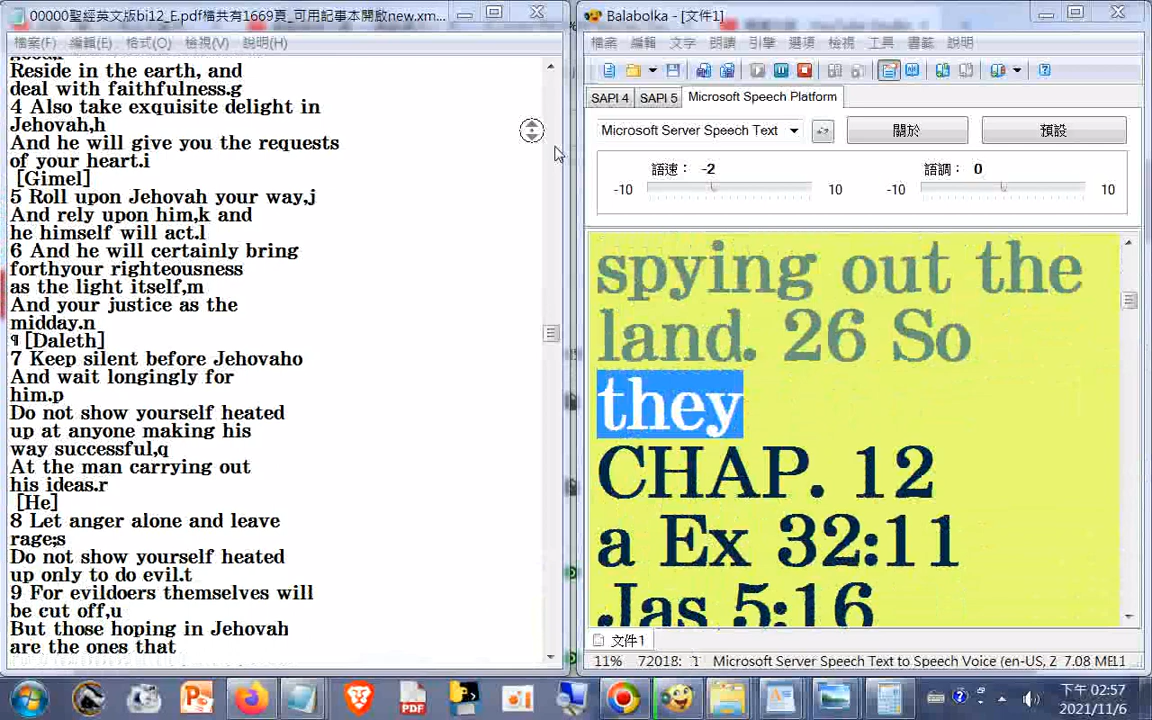 00000聖經英文版bi12_E.pdf檔共有1669頁_可用記事本開啟new.xm...
檔案(F) 編輯(E) 格式(O) 檢視(V) 說明(H)
Reside in the earth, and
deal with faithfulness.g
4 Also take exquisite delight in
Jehovah,h
And he will give you the requests
of your heart.i
[Gimel]
5 Roll upon Jehovah your way,j
And rely upon him,k and
he himself will act.l
6 And he will certainly bring
forthyour righteousness
as the light itself,m
And your justice as the
midday.n
¶ [Daleth]
7 Keep silent before Jehovaho
And wait longingly for
him.p
Do not show yourself heated
up at anyone making his
way successful,q
At the man carrying out
his ideas.r
[He]
8 Let anger alone and leave
rage;s
Do not show yourself heated
up only to do evil.t
9 For evildoers themselves will
be cut off,u
But those hoping in Jehovah
are the ones that
Balabolka - [文件1]
檔案 編輯 文字 朗讀 引擎 選項 檢視 工具 書籤 說明
SAPI 4 SAPI 5 Microsoft Speech Platform
Microsoft Server Speech Text 關於 預設
語速： -2 語調： 0
-10 10 -10 10
spying out the
land. 26 So
they
CHAP. 12
a Ex 32:11
Jas 5:16
文件1
11% 72018: 1 Microsoft Server Speech Text to Speech Voice (en-US, Z 7.08 ME
PDF
下午 02:57
2021/11/6